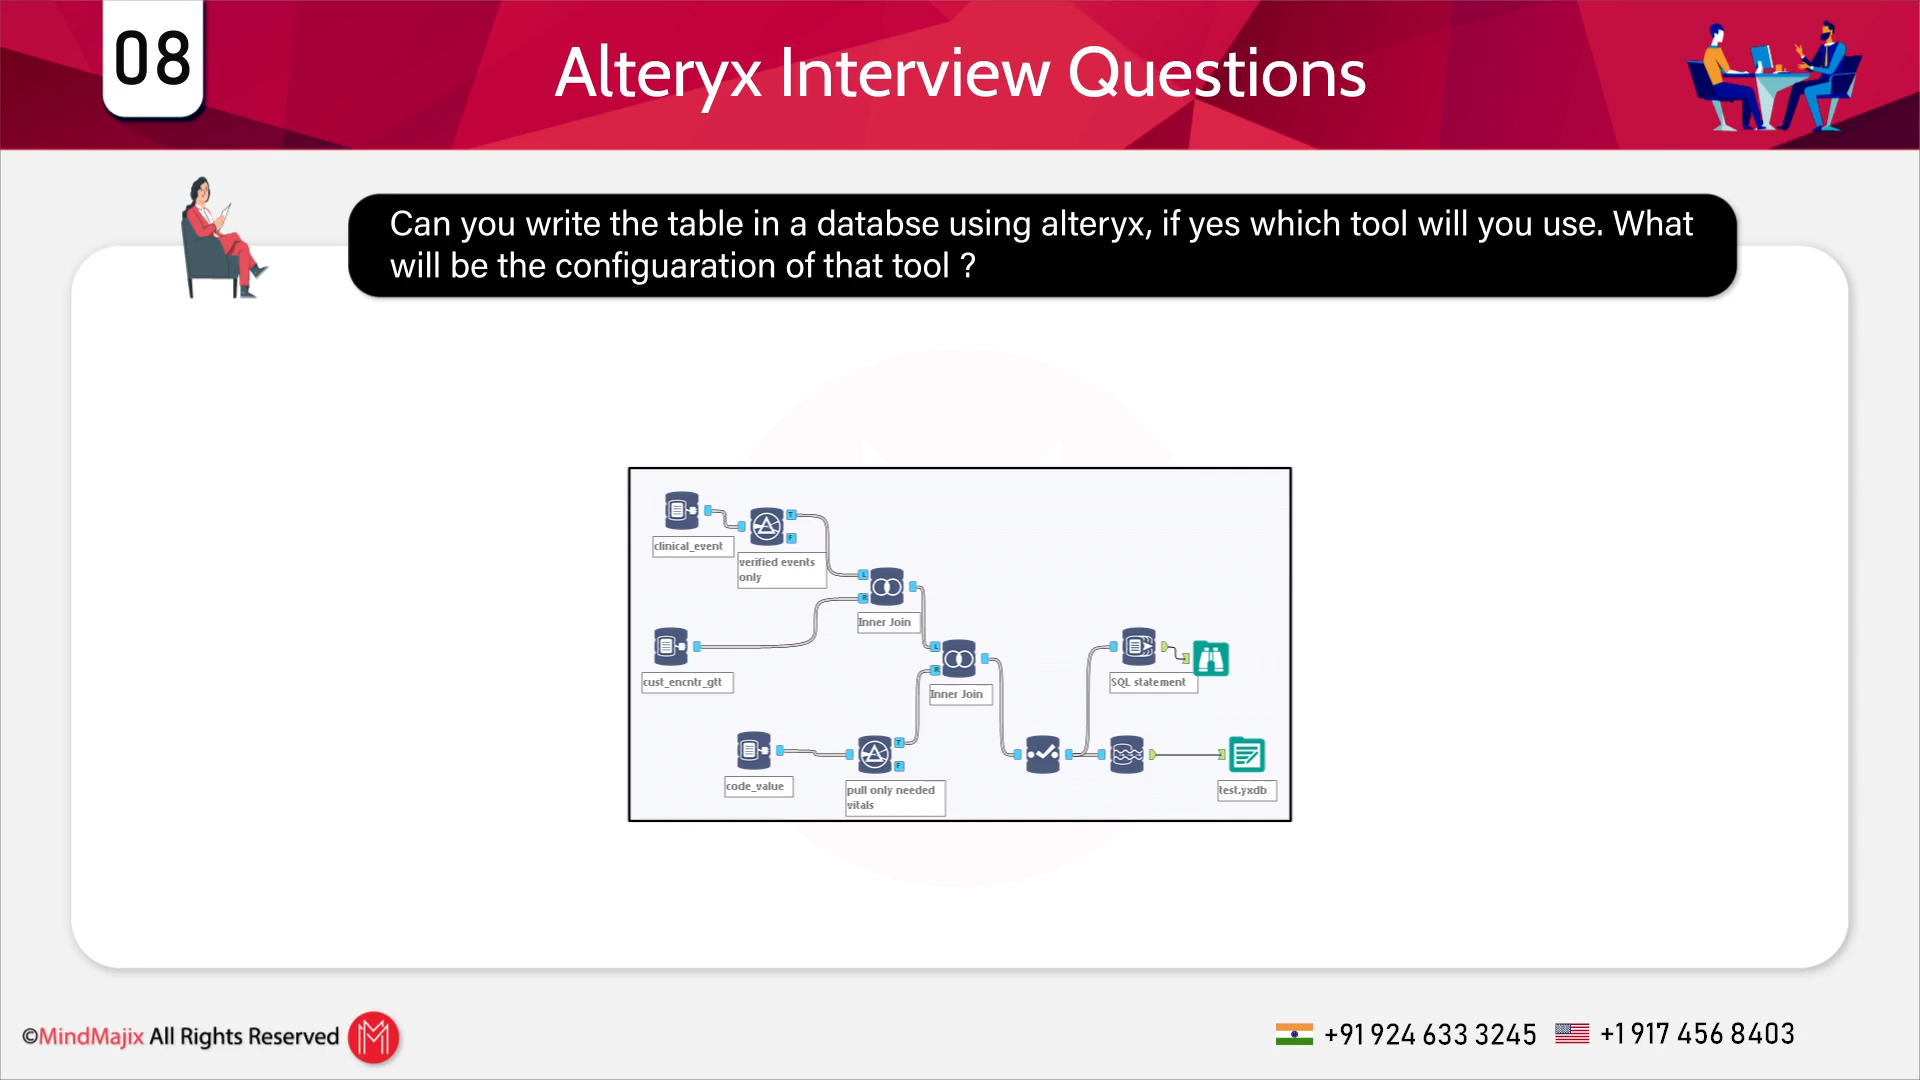 08
Alteryx Interview Questions
Can you write the table in a databse using alteryx, if yes which tool will you use. What
will be the configuaration of that tool ?
clinical_event
T
F
verified events
only
L
R
Inner Join
cust_encntr_gtt
L
R
Inner Join
SQL statement
code_value
T
F
pull only needed
vitals
test.yxdb
©MindMajix All Rights Reserved
+91 924 633 3245
+1 917 456 8403